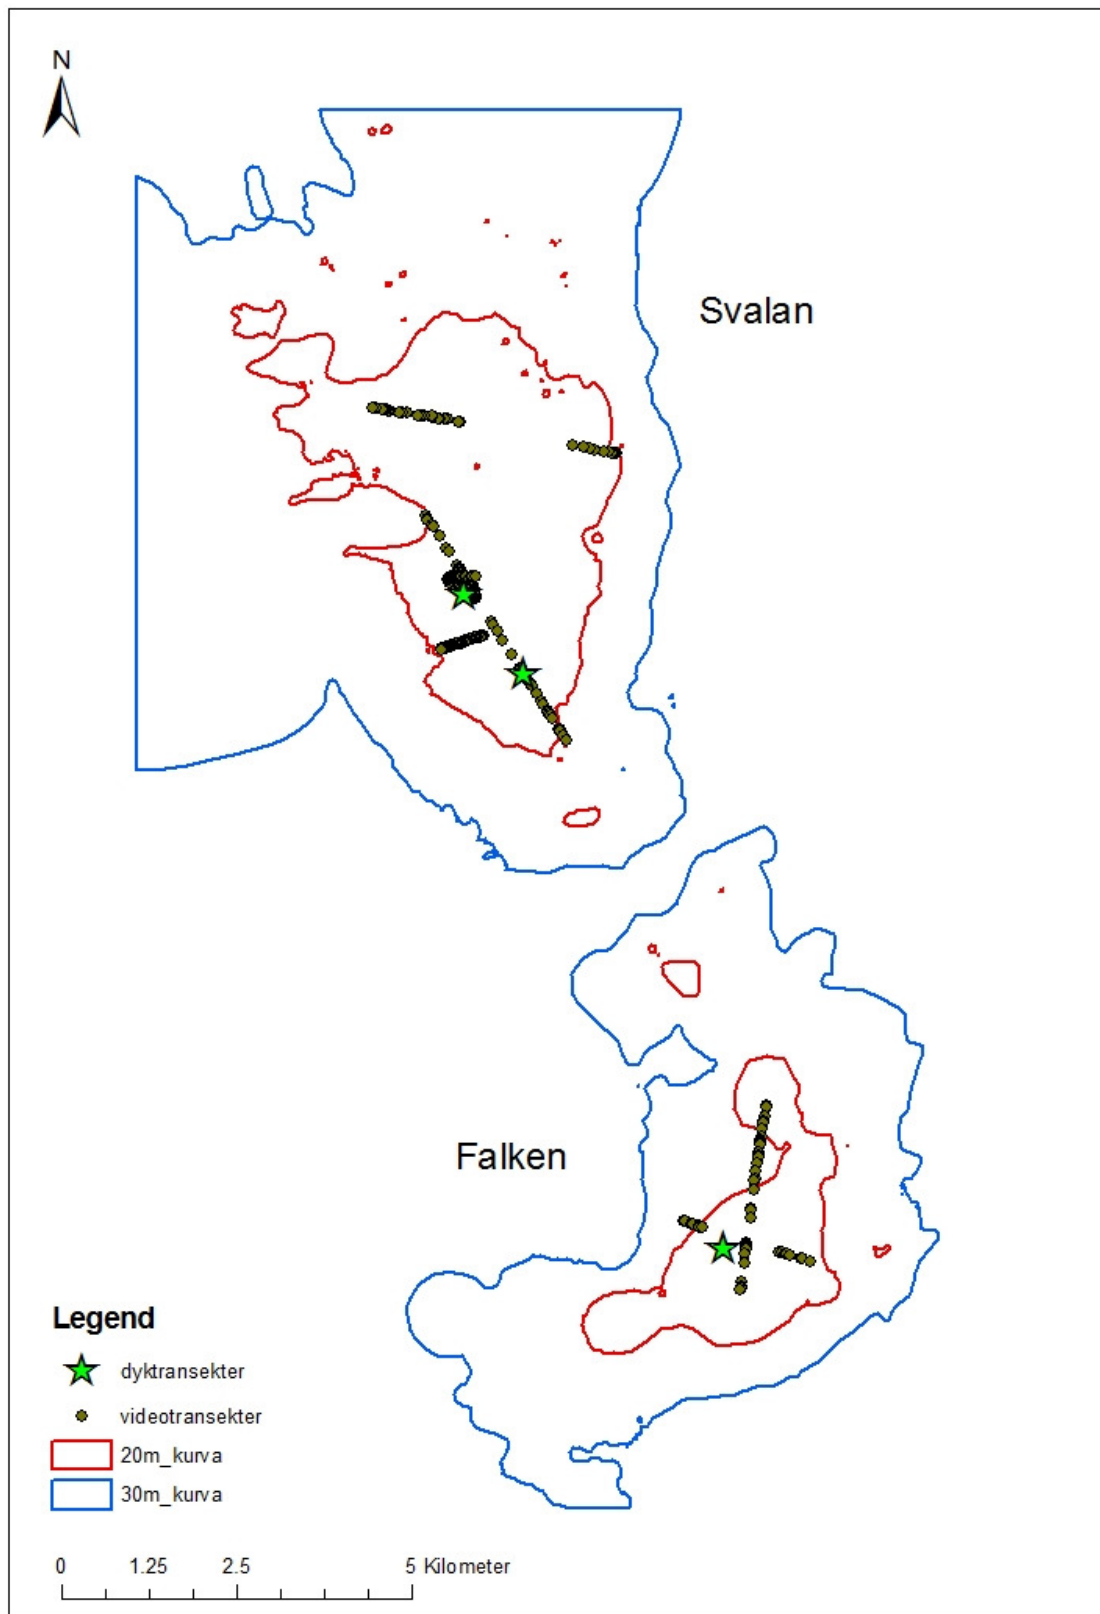 N
Svalan
Falken
Legend
dyktransekter
videotransekter
20m_kurva
30m_kurva
0 1.25 2.5 5 Kilometer